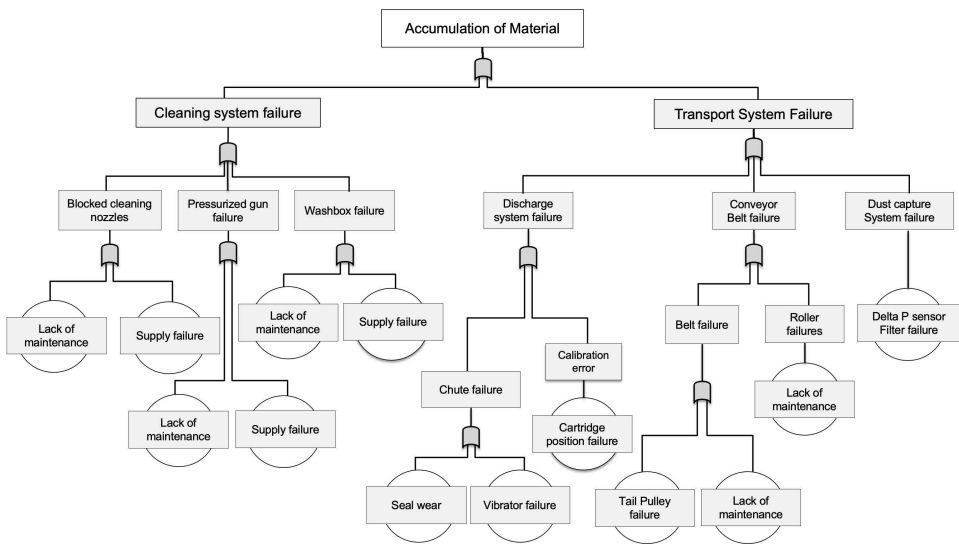 Accumulation of Material
Cleaning system failure
Transport System Failure
Blocked cleaning
nozzles
Pressurized gun
failure
Washbox failure
Discharge
system failure
Conveyor
Belt failure
Dust capture
System failure
Lack of
maintenance
Supply failure
Lack of
maintenance
Supply failure
Belt failure
Roller
failures
Delta P sensor
Filter failure
Lack of
maintenance
Supply failure
Chute failure
Calibration
error
Lack of
maintenance
Cartridge
position failure
Seal wear
Vibrator failure
Tail Pulley
failure
Lack of
maintenance